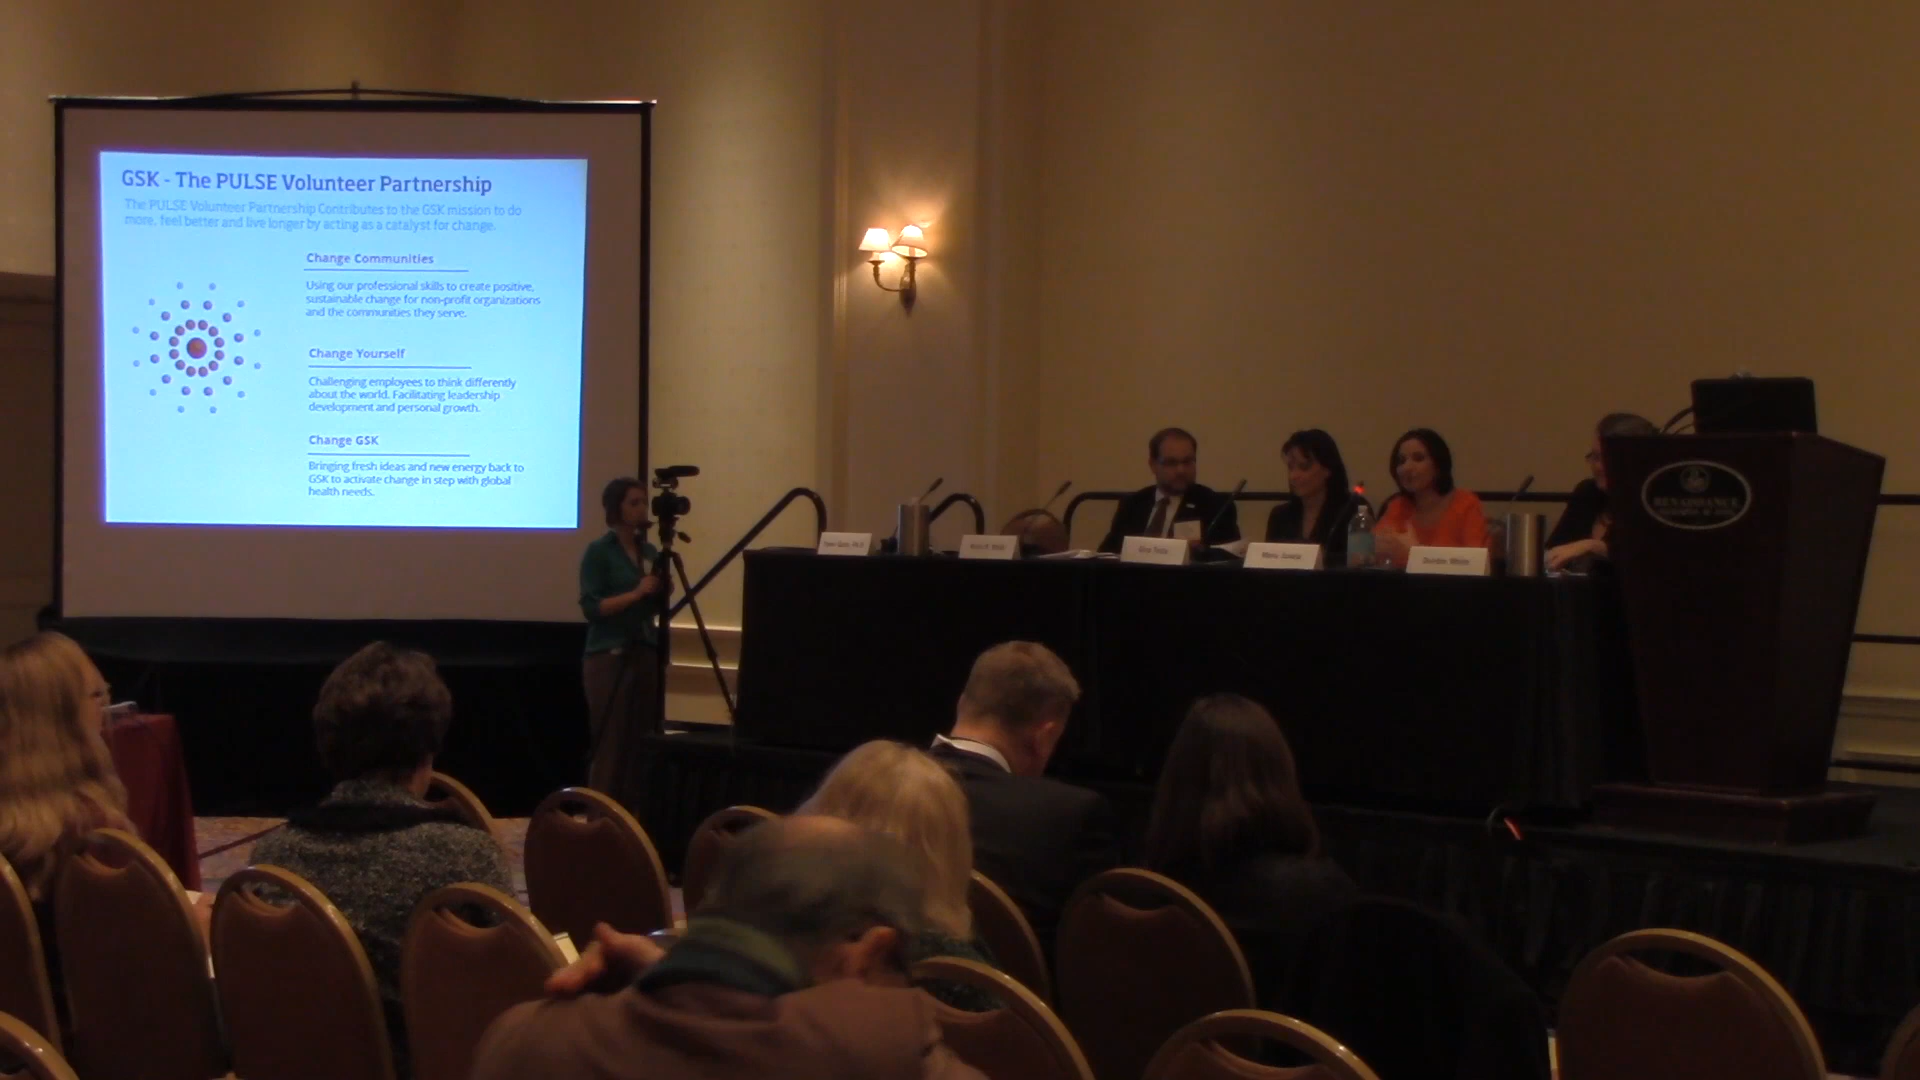 GSK - The PULSE Volunteer Partnership
The PULSE Volunteer Partnership Contributes to the GSK mission to do
more, feel better and live longer by acting as a catalyst for change.
Change Communities
Using our professional skills to create positive,
sustainable change for non-profit organizations
and the communities they serve.
Change Yourself
Challenging employees to think differently
about the world. Facilitating leadership
development and personal growth.
Change GSK
Bringing fresh ideas and new energy back to
GSK to activate change in step with global
health needs.
Deirdre White
RENAISSANCE